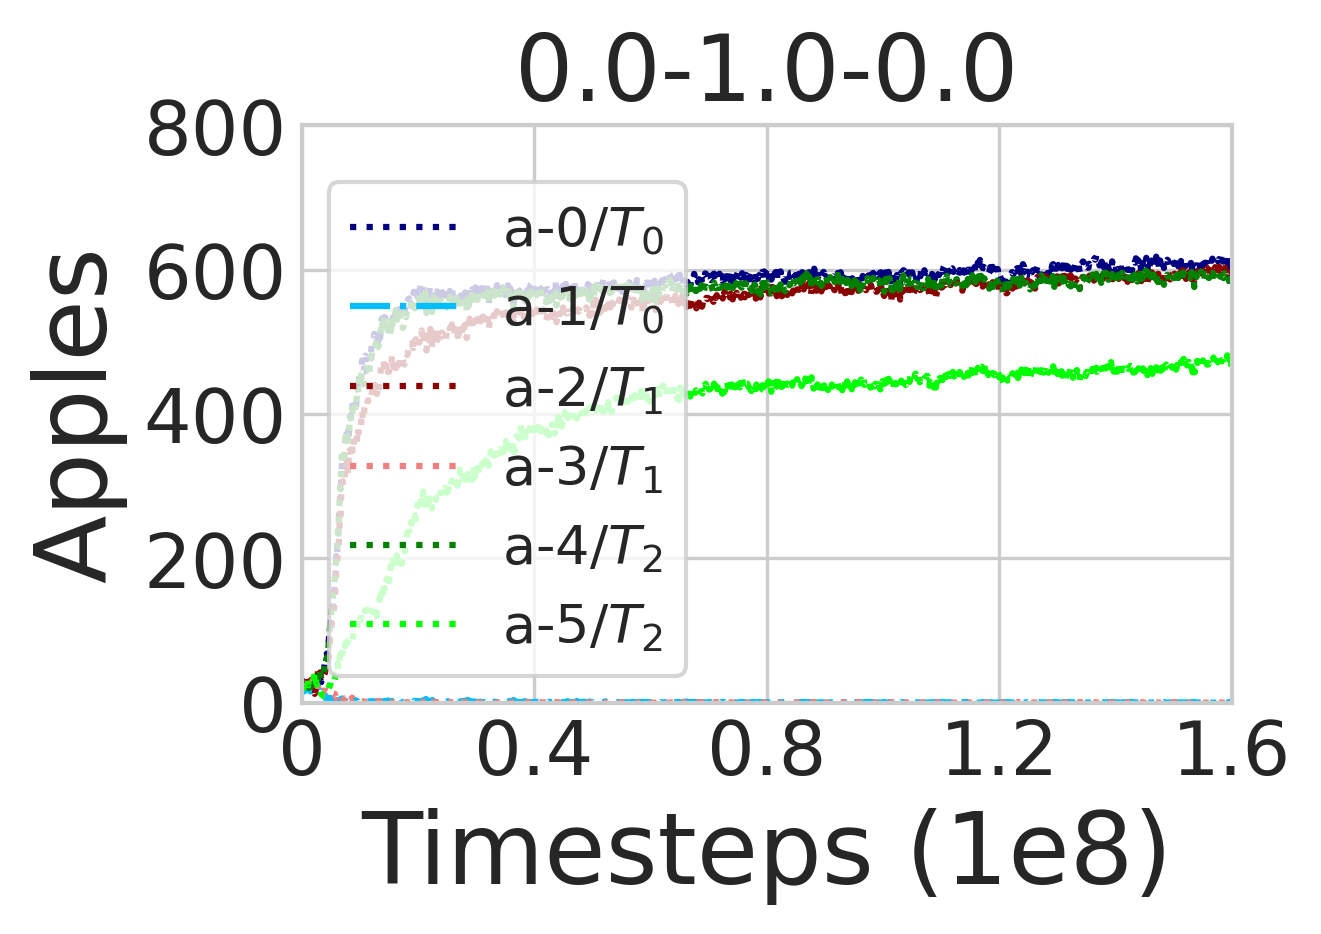 0.0-1.0-0.0
Apples
800
600
400
200
0
a-0/T₀
a-1/T₀
a-2/T₁
a-3/T₁
a-4/T₂
a-5/T₂
0 0.4 0.8 1.2 1.6
Timesteps (1e8)